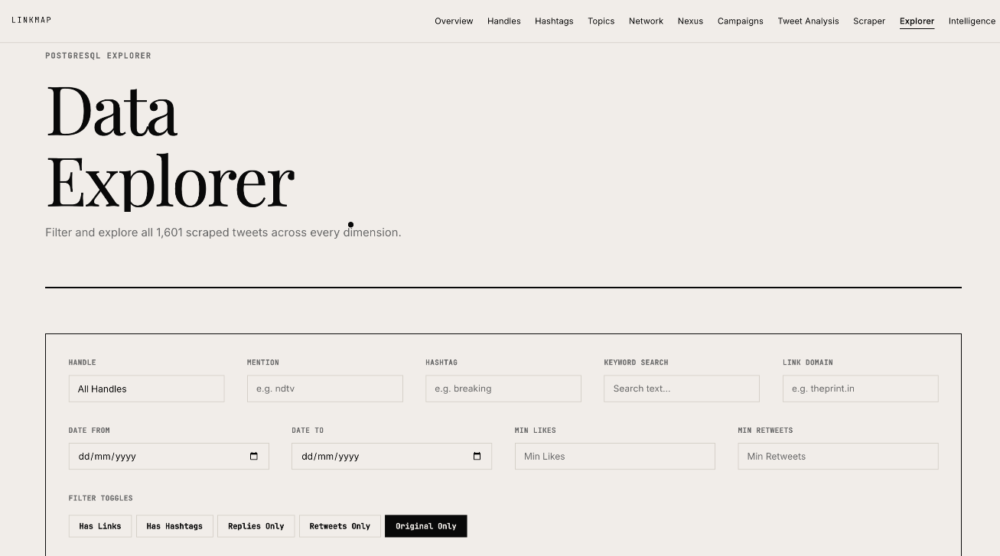 LINKMAP
Overview Handles Hashtags Topics Network Nexus Campaigns Tweet Analysis Scraper Explorer Intelligence
POSTGRESQL EXPLORER
Data
Explorer
Filter and explore all 1,601 scraped tweets across every dimension.
HANDLE MENTION HASHTAG KEYWORD SEARCH LINK DOMAIN
All Handles e.g. ndtv e.g. breaking Search text... e.g. theprint.in
DATE FROM DATE TO MIN LIKES MIN RETWEETS
dd/mm/yyyy dd/mm/yyyy Min Likes Min Retweets
FILTER TOGGLES
Has Links Has Hashtags Replies Only Retweets Only Original Only